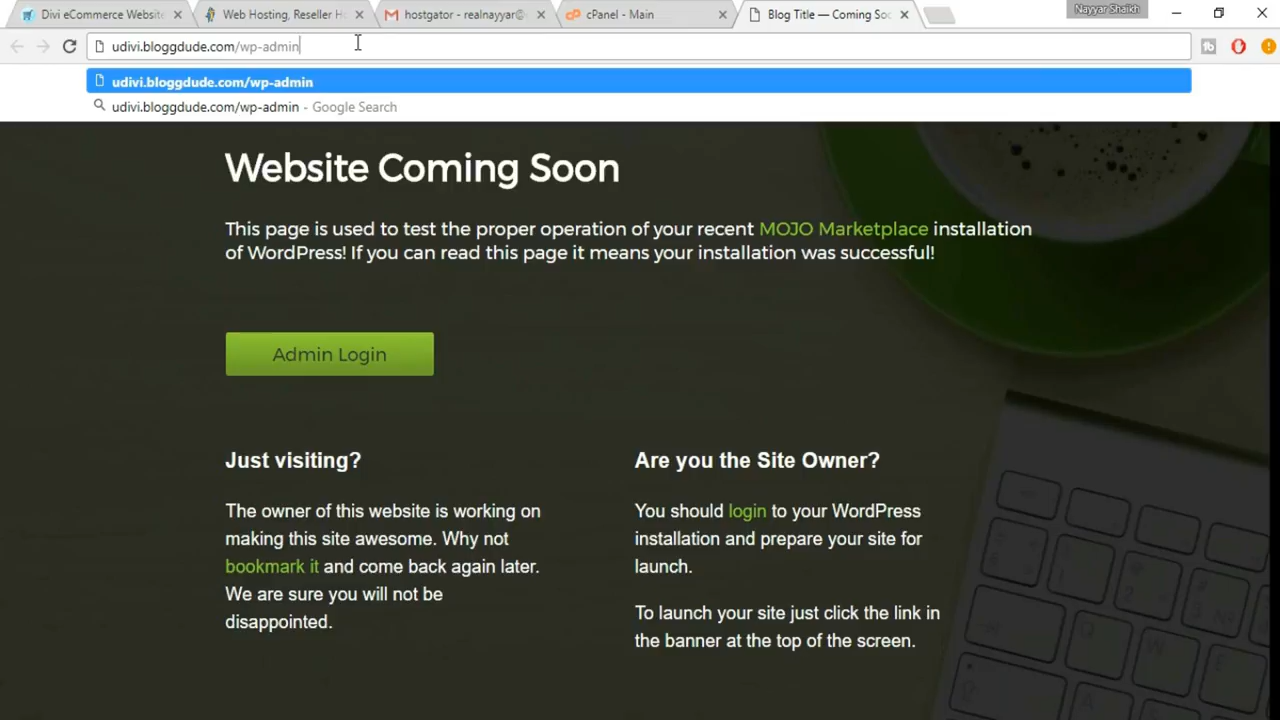 Divi eCommerce Website
Web Hosting, Reseller Ho
hostgator - realnayyar@
cPanel - Main
Blog Title — Coming Soo
Nayyar Shaikh
udivi.bloggdude.com/wp-admin
udivi.bloggdude.com/wp-admin
udivi.bloggdude.com/wp-admin - Google Search
Website Coming Soon
This page is used to test the proper operation of your recent MOJO Marketplace installation
of WordPress! If you can read this page it means your installation was successful!
Admin Login
Just visiting?
The owner of this website is working on
making this site awesome. Why not
bookmark it and come back again later.
We are sure you will not be
disappointed.
Are you the Site Owner?
You should login to your WordPress
installation and prepare your site for
launch.
To launch your site just click the link in
the banner at the top of the screen.